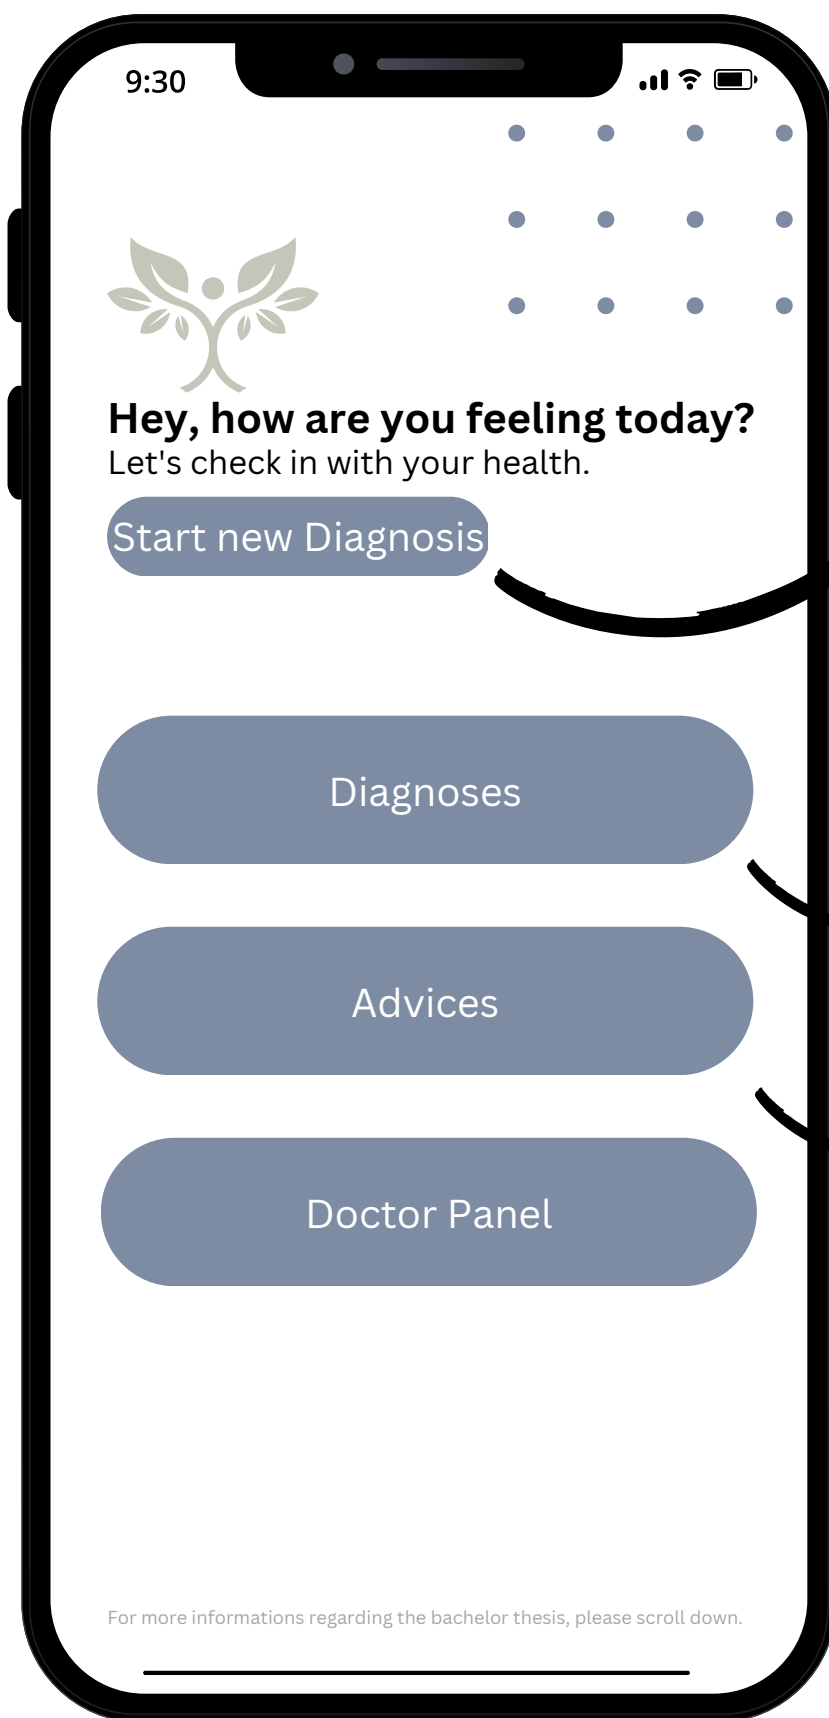 9:30
Hey, how are you feeling today?
Let's check in with your health.
Start new Diagnosis
Diagnoses
Advices
Doctor Panel
For more informations regarding the bachelor thesis, please scroll down.